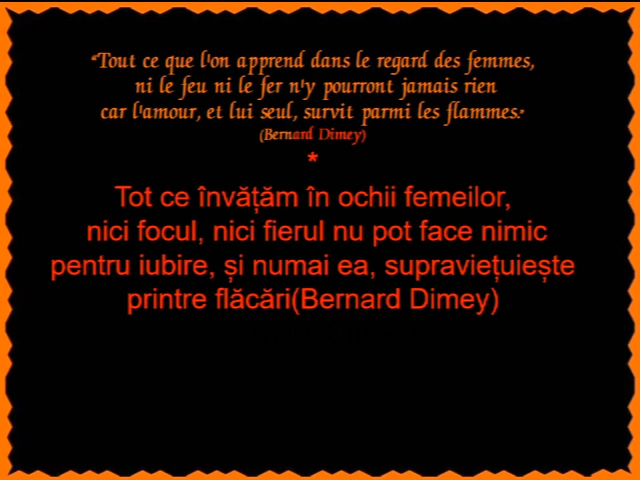 "Tout ce que l'on apprend dans le regard des femmes,
ni le feu ni le fer n'y pourront jamais rien
car l'amour, et lui seul, survit parmi les flammes."
(Bernard Dimey)
*
Tot ce învățăm în ochii femeilor,
nici focul, nici fierul nu pot face nimic
pentru iubire, și numai ea, supraviețuiește
printre flăcări(Bernard Dimey)